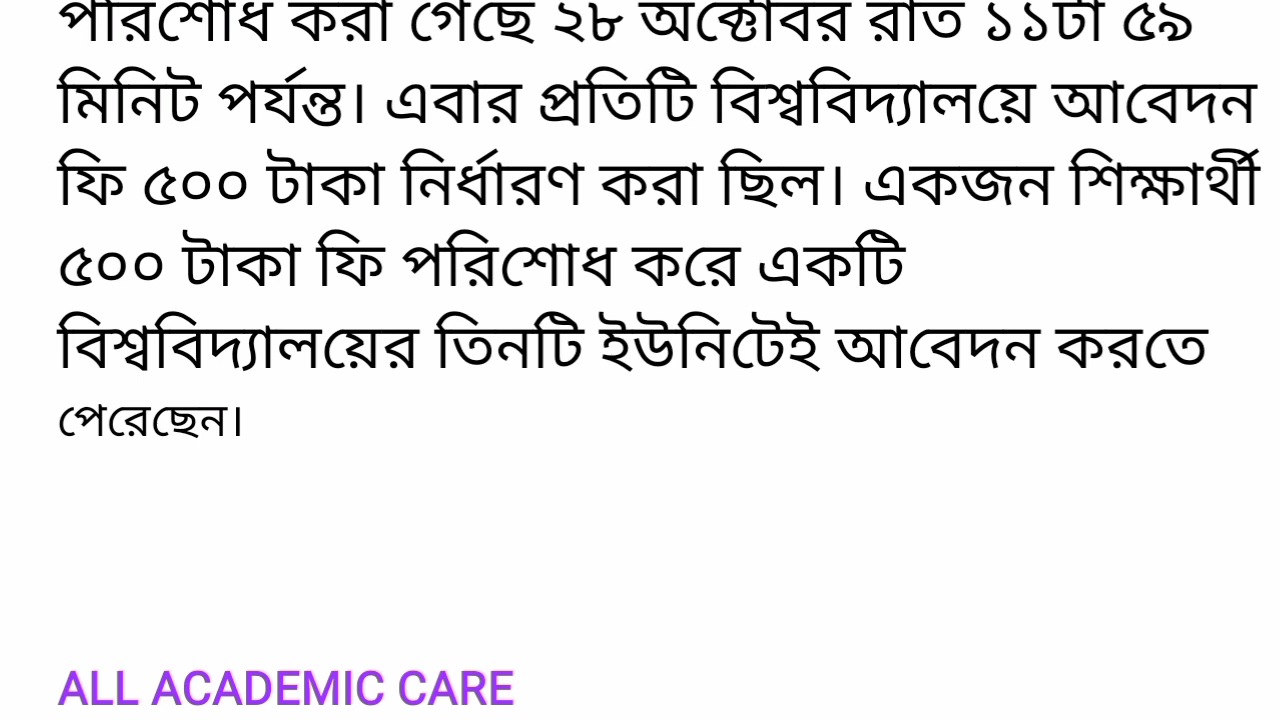 পরিশোধ করা গেছে ২৮ অক্টোবর রাত ১১টা ৫৯
মিনিট পর্যন্ত। এবার প্রতিটি বিশ্ববিদ্যালয়ে আবেদন
ফি ৫০০ টাকা নির্ধারণ করা ছিল। একজন শিক্ষার্থী
৫০০ টাকা ফি পরিশোধ করে একটি
বিশ্ববিদ্যালয়ের তিনটি ইউনিটেই আবেদন করতে
পেরেছেন।
ALL ACADEMIC CARE